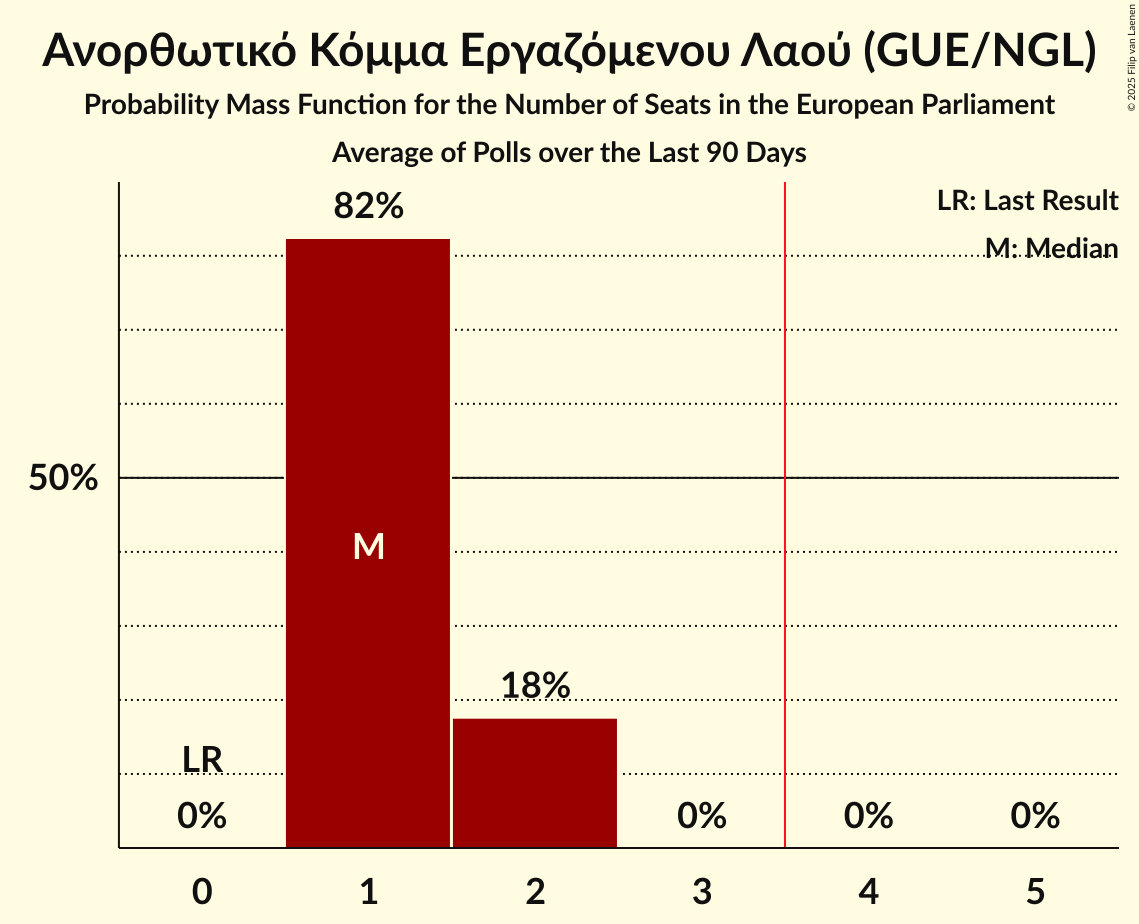 Ανορθωτικό Κόμμα Εργαζόμενου Λαού (GUE/NGL)
Probability Mass Function for the Number of Seats in the European Parliament
Average of Polls over the Last 90 Days
© 2025 Filip van Laenen
LR: Last Result
M: Median
82%
50%
M
18%
LR
0%
0%
0%
0%
0
1
2
3
4
5